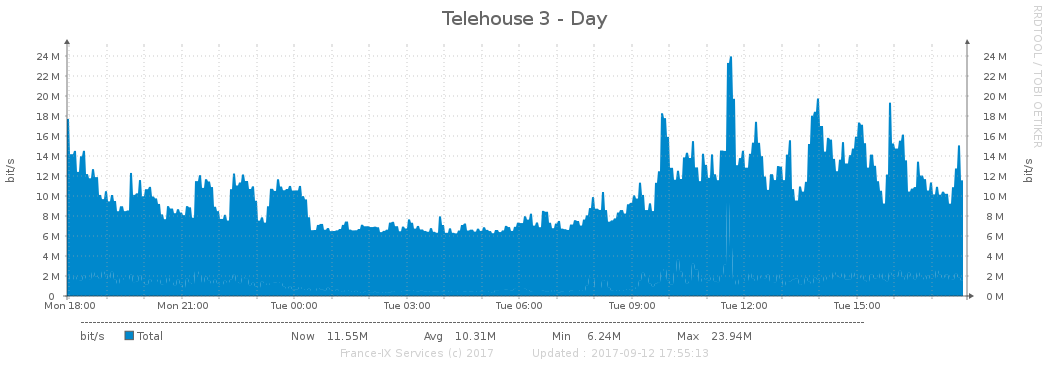 Telehouse 3 - Day
RRDTOOL / TOBI OETIKER
bit/s
24 M 24 M
22 M 22 M
20 M 20 M
18 M 18 M
16 M 16 M
14 M 14 M
12 M 12 M
10 M 10 M
8 M 8 M
6 M 6 M
4 M 4 M
2 M 2 M
0 0 M
bit/s
Mon 18:00 Mon 21:00 Tue 00:00 Tue 03:00 Tue 06:00 Tue 09:00 Tue 12:00 Tue 15:00
bit/s Total Now 11.55M Avg 10.31M Min 6.24M Max 23.94M
France-IX Services (c) 2017 Updated : 2017-09-12 17:55:13